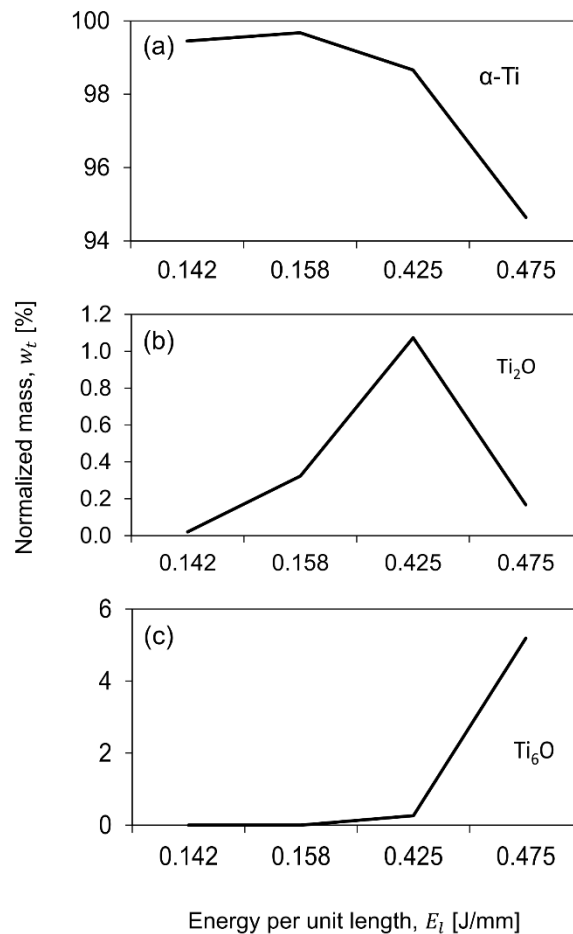 100
98
96
94
(a)
α-Ti
0.142 0.158 0.425 0.475
Normalized mass, 𝑤𝑡 [%]
1.2
1.0
0.8
0.6
0.4
0.2
0.0
(b)
Ti₂O
0.142 0.158 0.425 0.475
6
4
2
0
(c)
Ti₆O
0.142 0.158 0.425 0.475
Energy per unit length, 𝐸𝑙 [J/mm]